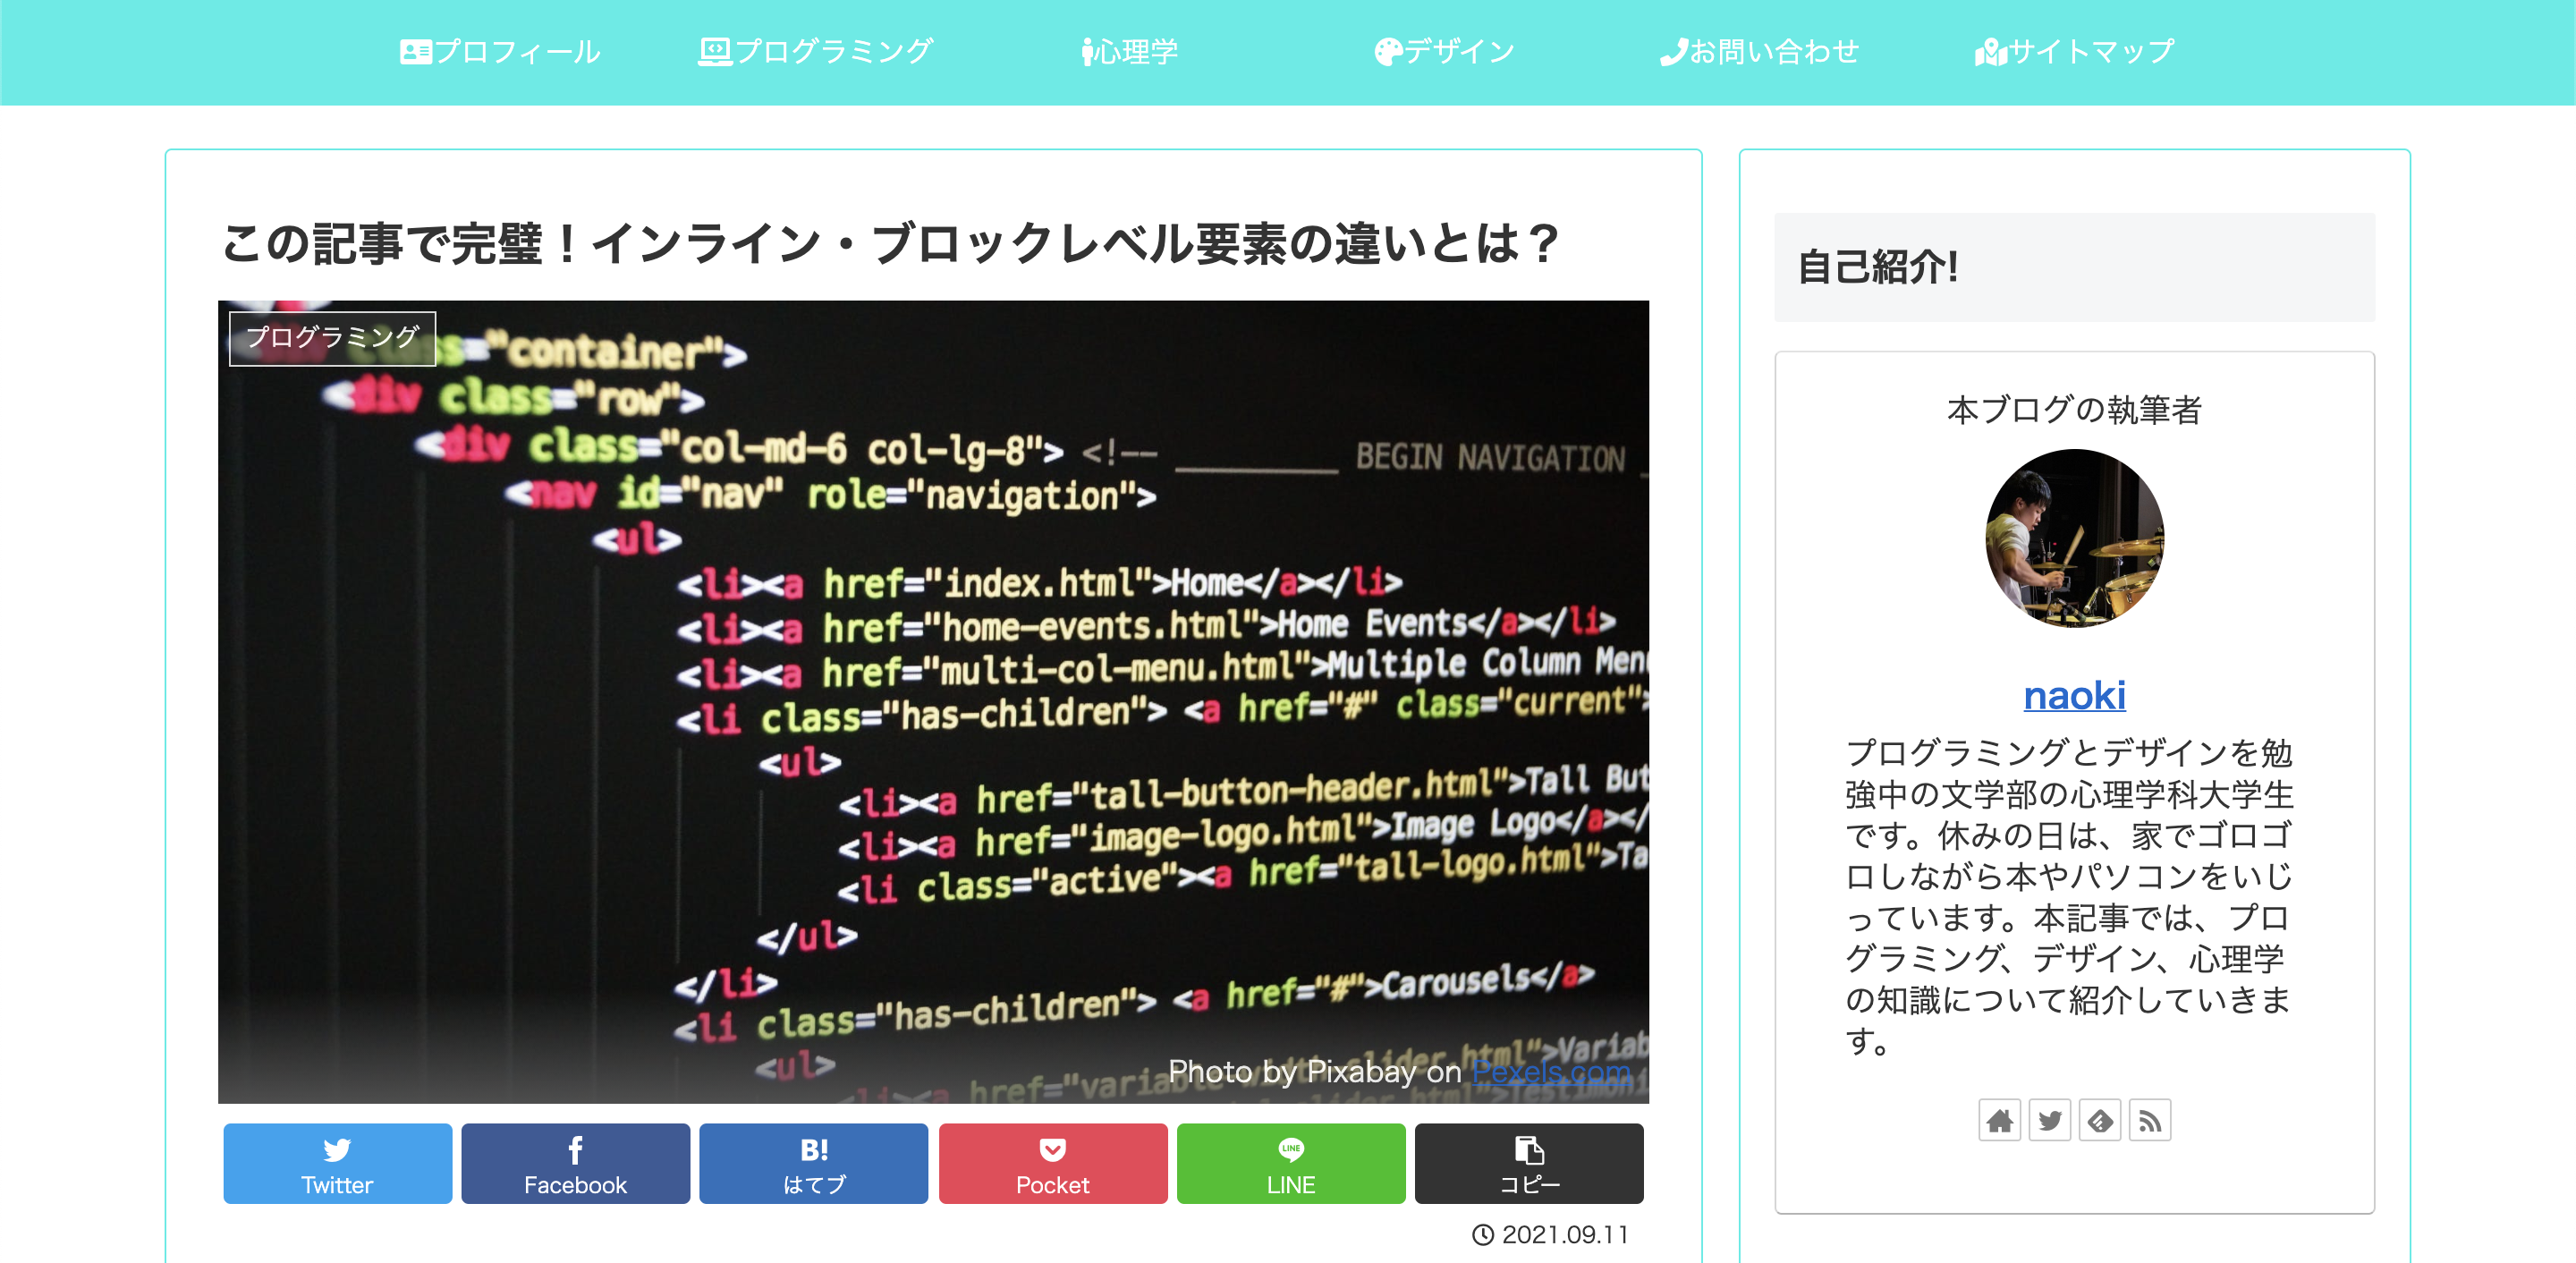 プロフィール プログラミング 心理学 デザイン お問い合わせ サイトマップ
この記事で完璧！インライン・ブロックレベル要素の違いとは？
プログラミング
="container">
<div class="row">
<div class="col-md-6 col-lg-8"> <!-- __________ BEGIN NAVIGATION _
<nav id="nav" role="navigation">
<ul>
<li><a href="index.html">Home</a></li>
<li><a href="home-events.html">Home Events</a></li>
<li><a href="multi-col-menu.html">Multiple Column Men
<li class="has-children"> <a href="#" class="current">
<ul>
<li><a href="tall-button-header.html">Tall But
<li><a href="image-logo.html">Image Logo</a></
<li class="active"><a href="tall-logo.html">Ta
</ul>
</li>
<li class="has-children"> <a href="#">Carousels</a>
<ul>
Photo by Pixabay on Pexels.com
Twitter Facebook B! はてブ Pocket LINE コピー
2021.09.11
自己紹介!
本ブログの執筆者
naoki
プログラミングとデザインを勉
強中の文学部の心理学科大学生
です。休みの日は、家でゴロゴ
ロしながら本やパソコンをいじ
っています。本記事では、プロ
グラミング、デザイン、心理学
の知識について紹介していきま
す。